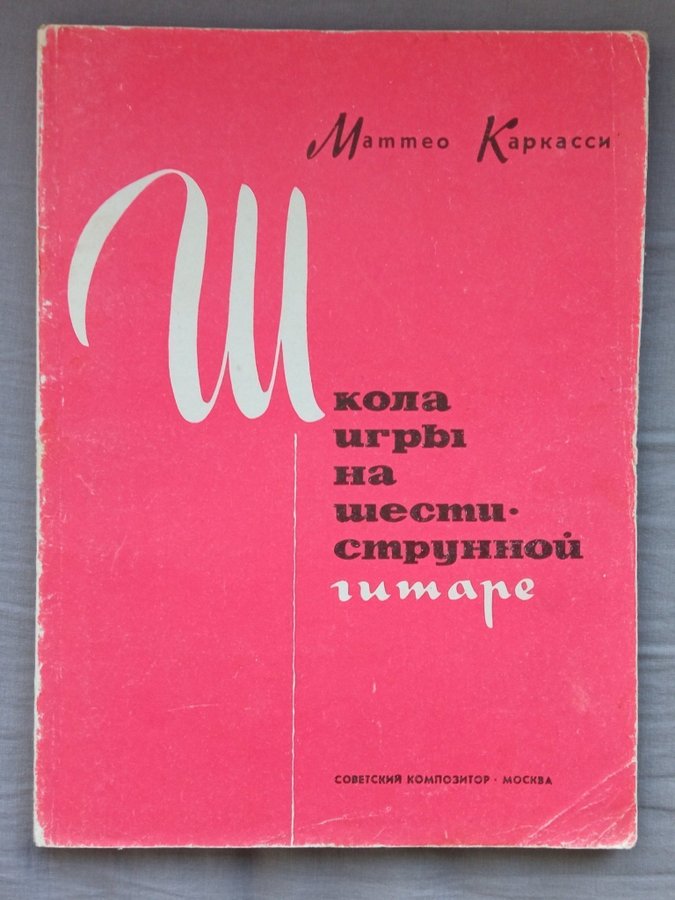 Маттео Каркасси
Школа
игры
на
шести-
струнной
гитаре
СОВЕТСКИЙ КОМПОЗИТОР · МОСКВА